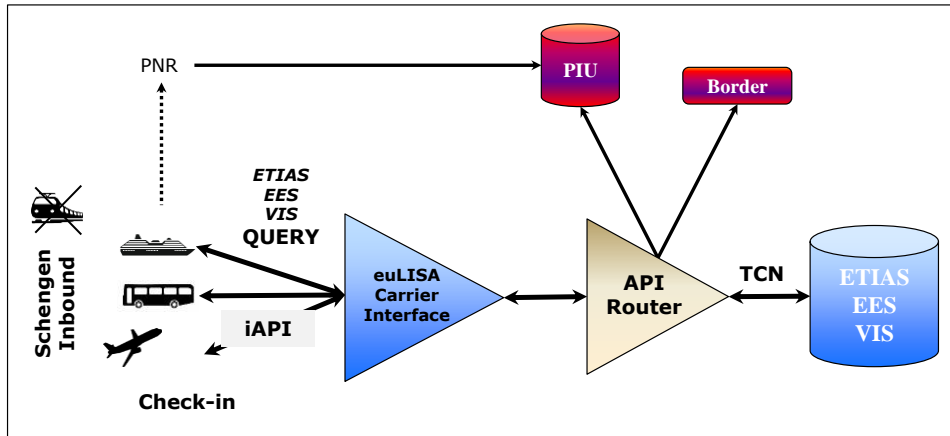 PNR
PIU
Border
ETIAS
EES
VIS
QUERY
Schengen
Inbound
euLISA
Carrier
Interface
iAPI
API
Router
TCN
ETIAS
EES
VIS
Check-in